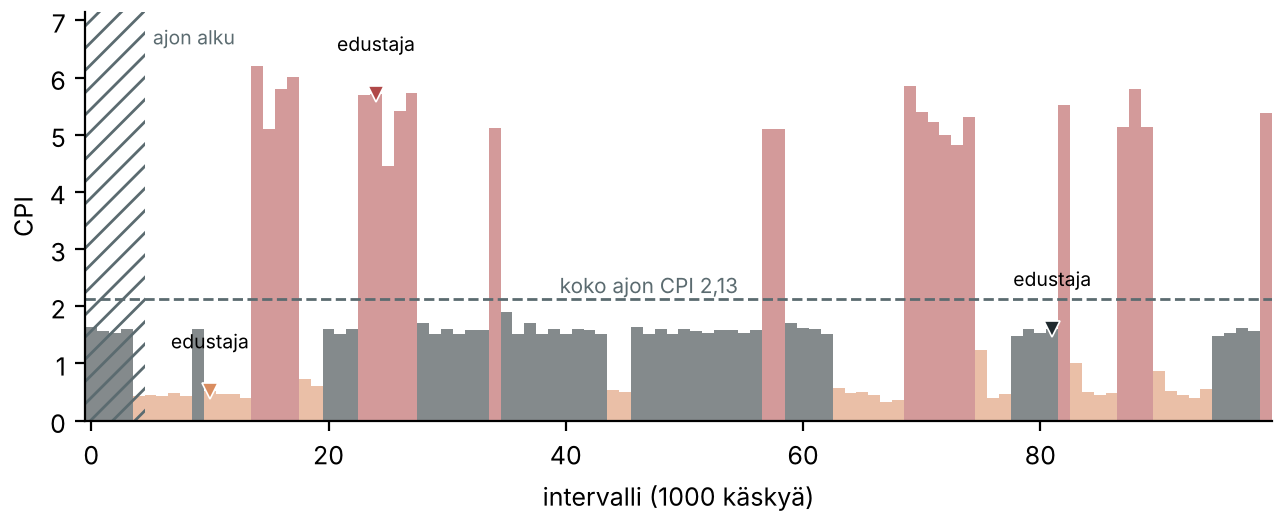 7
ajon alku
edustaja
6
5
4
CPI
3
koko ajon CPI 2,13
edustaja
2
edustaja
1
0
0 20 40 60 80
intervalli (1000 käskyä)